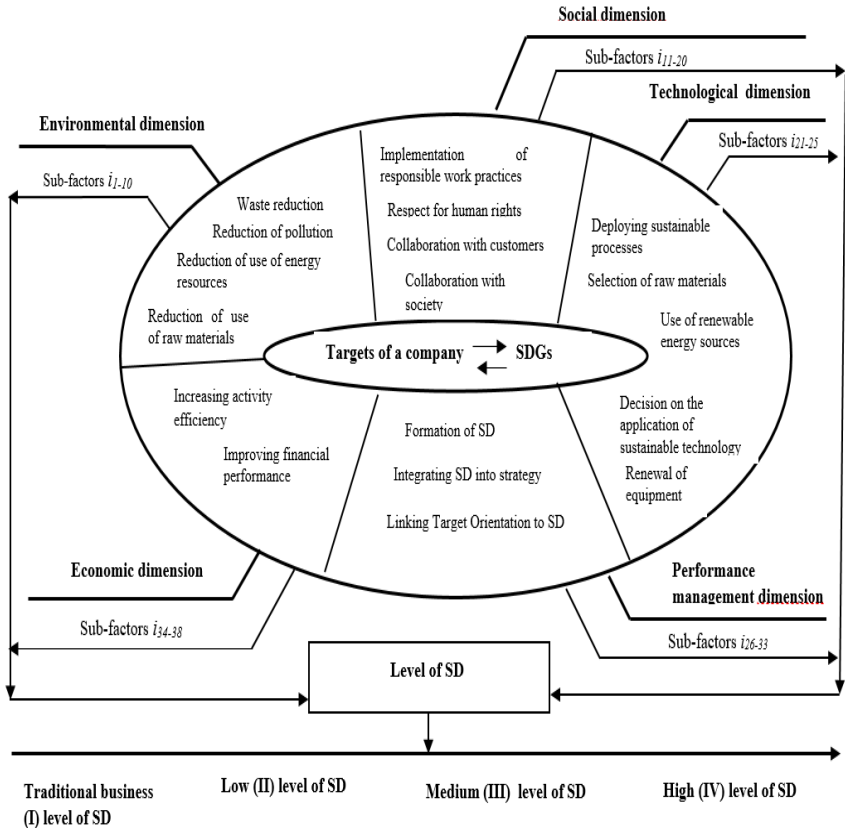 Social dimension
Sub-factors i11-20
Technological dimension
Sub-factors i21-25
Environmental dimension
Sub-factors i1-10
Waste reduction
Reduction of pollution
Reduction of use of energy
resources
Reduction of use
of raw materials
Implementation of
responsible work practices
Respect for human rights
Collaboration with customers
Collaboration with
society
Deploying sustainable
processes
Selection of raw materials
Use of renewable
energy sources
Decision on the
application of
sustainable technology
Renewal of
equipment
Targets of a company
SDGs
Increasing activity
efficiency
Improving financial
performance
Formation of SD
Integrating SD into strategy
Linking Target Orientation to SD
Economic dimension
Sub-factors i34-38
Performance
management dimension
Sub-factors i26-33
Level of SD
Traditional business
(I) level of SD
Low (II) level of SD
Medium (III) level of SD
High (IV) level of SD